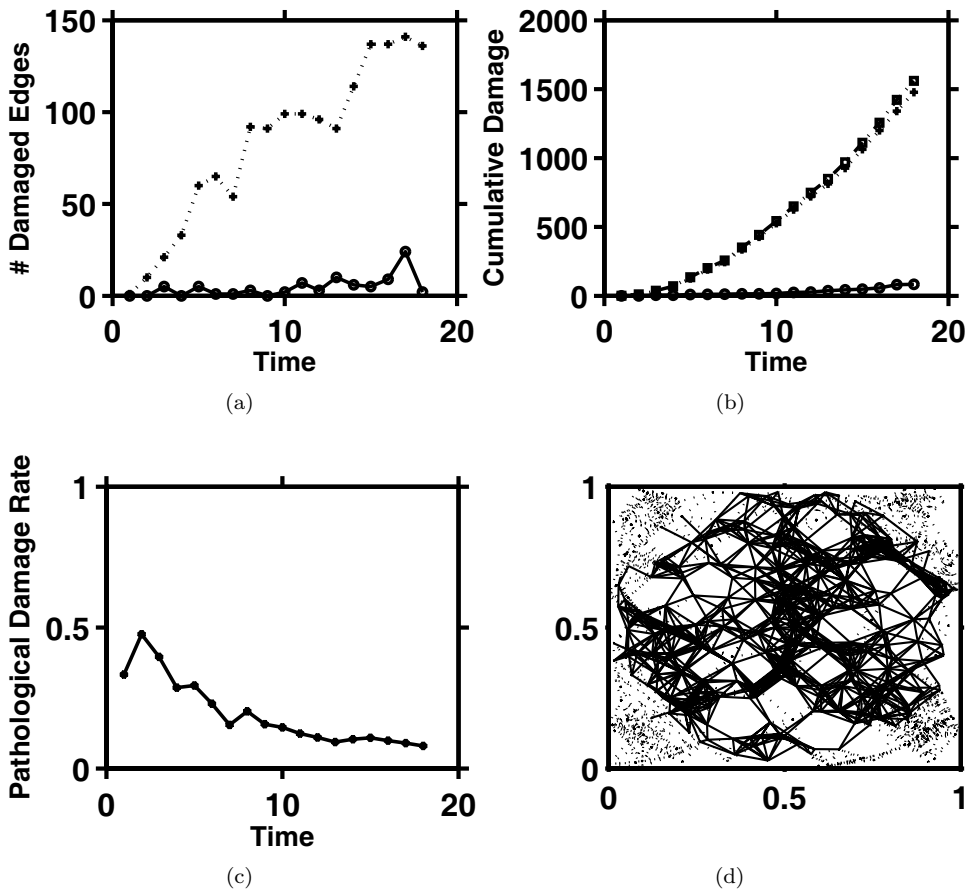 150
100
50
0
# Damaged Edges
0 10 20
Time
(a)
2000
1500
1000
500
0
Cumulative Damage
0 10 20
Time
(b)
1
0.5
0
Pathological Damage Rate
0 10 20
Time
(c)
1
0.5
0
0 0.5 1
(d)